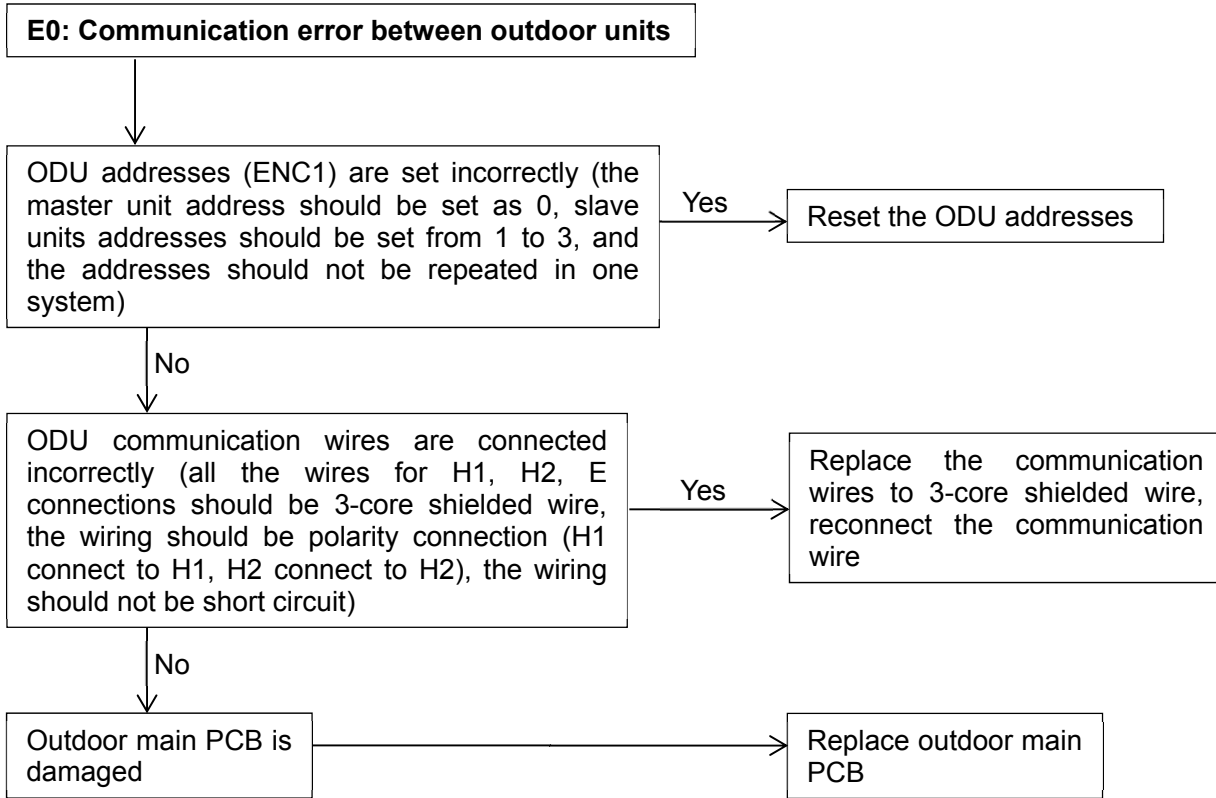 E0: Communication error between outdoor units
ODU addresses (ENC1) are set incorrectly (the
master unit address should be set as 0, slave
units addresses should be set from 1 to 3, and
the addresses should not be repeated in one
system)
Yes
Reset the ODU addresses
No
ODU communication wires are connected
incorrectly (all the wires for H1, H2, E
connections should be 3-core shielded wire,
the wiring should be polarity connection (H1
connect to H1, H2 connect to H2), the wiring
should not be short circuit)
Yes
Replace the communication
wires to 3-core shielded wire,
reconnect the communication
wire
No
Outdoor main PCB is
damaged
Replace outdoor main
PCB